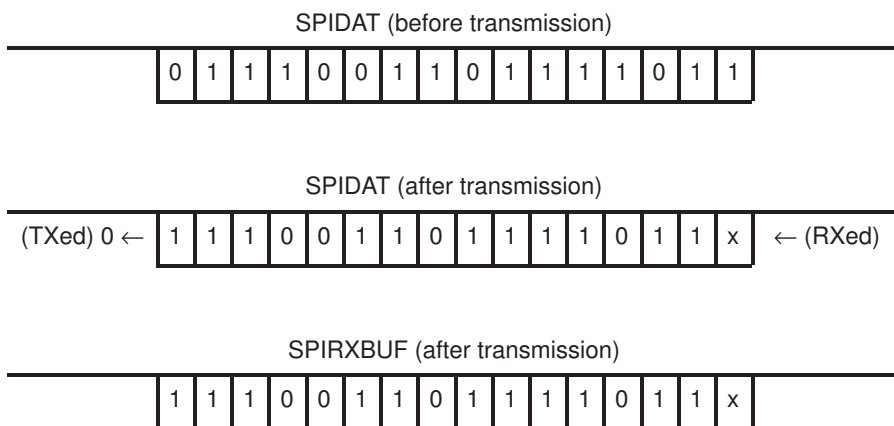 SPIDAT (before transmission)
0 1 1 1 0 0 1 1 0 1 1 1 1 0 1 1
SPIDAT (after transmission)
(TXed) 0 ← 1 1 1 0 0 1 1 0 1 1 1 1 0 1 1 x ← (RXed)
SPIRXBUF (after transmission)
1 1 1 0 0 1 1 0 1 1 1 1 0 1 1 x